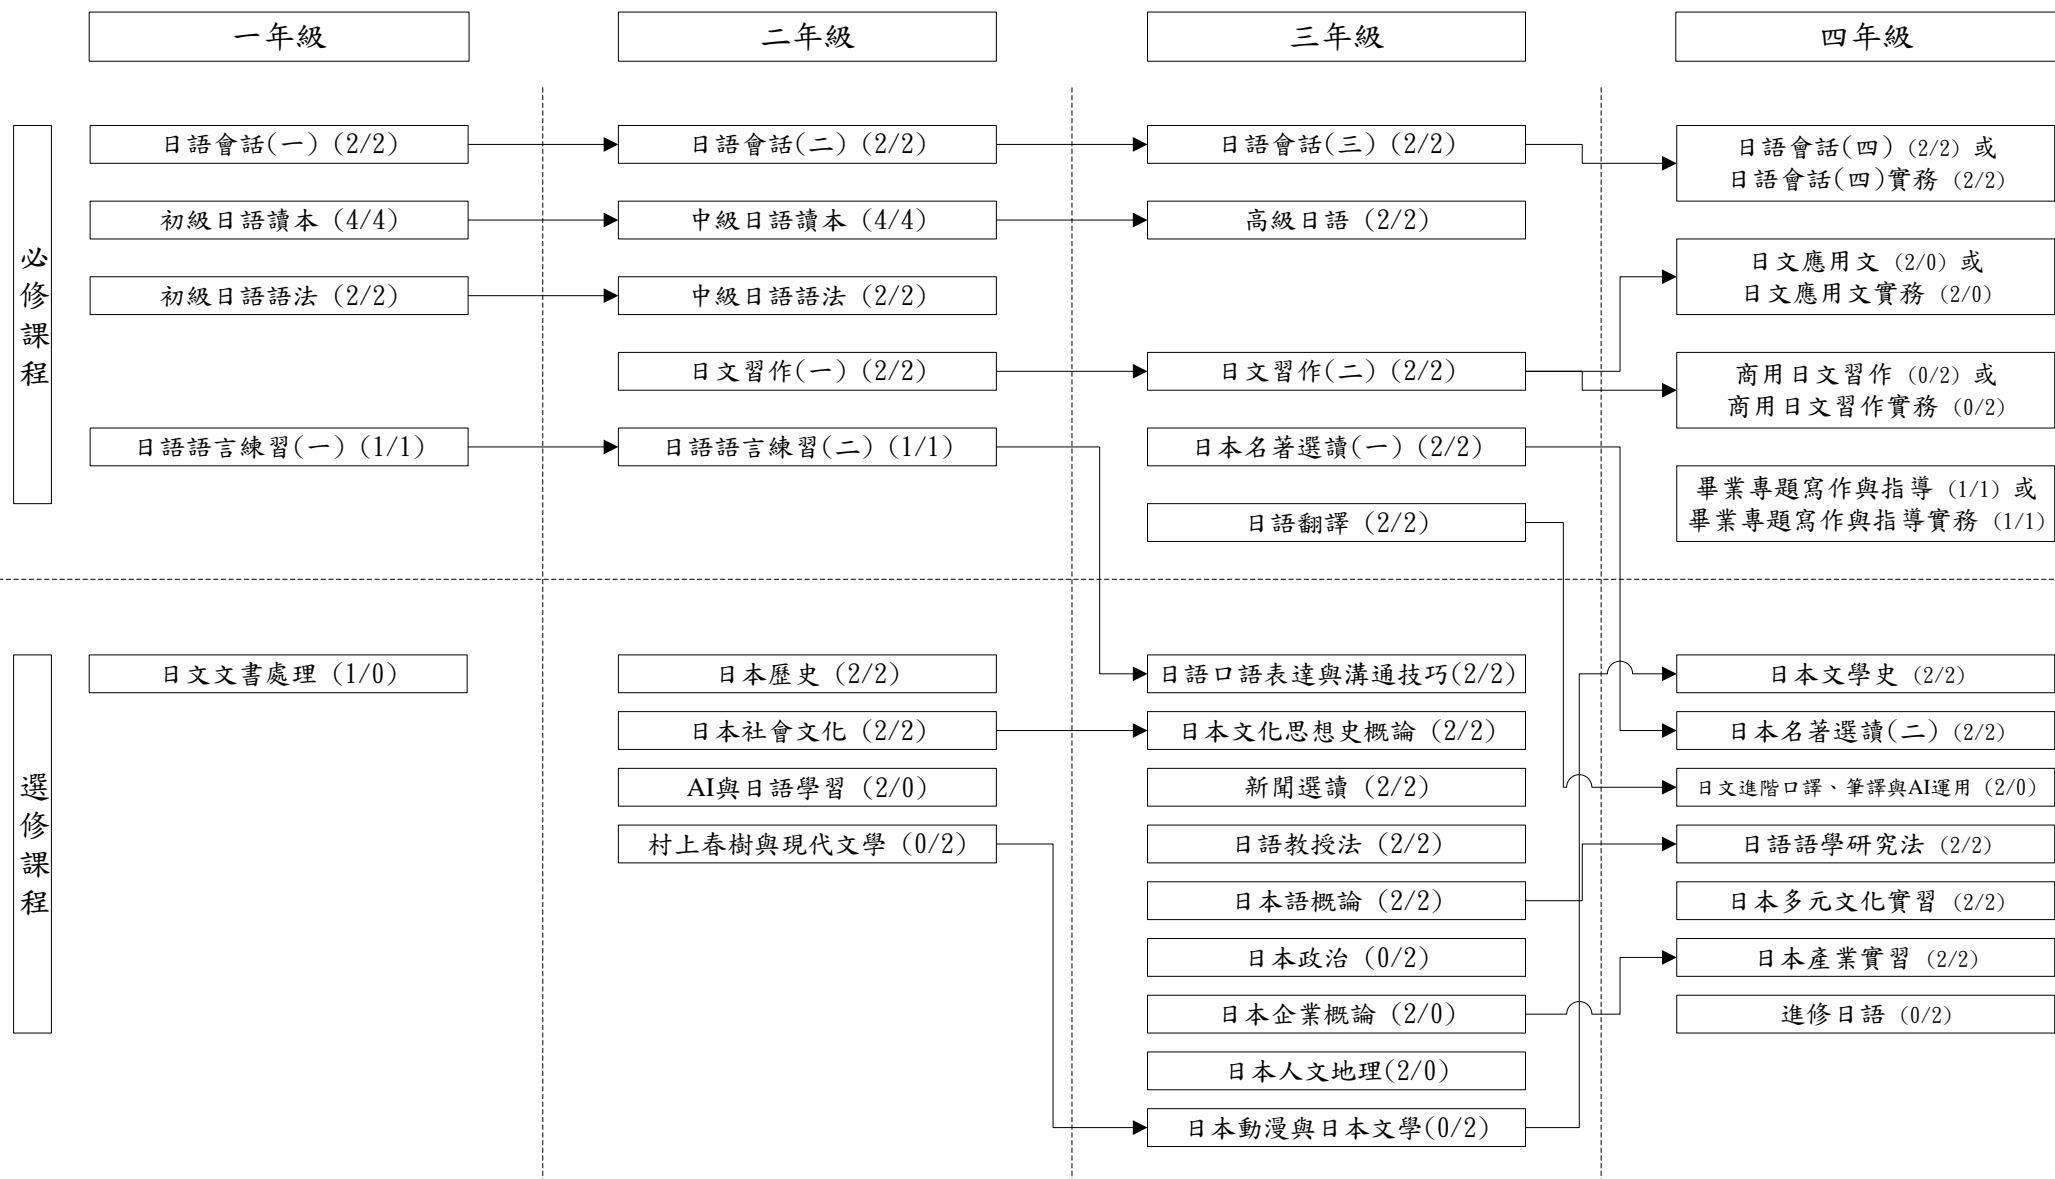 一年級
二年級
三年級
四年級
必修課程
日語會話(一) (2/2)
日語會話(二) (2/2)
日語會話(三) (2/2)
日語會話(四) (2/2) 或
日語會話(四)實務 (2/2)
初級日語讀本 (4/4)
中級日語讀本 (4/4)
高級日語 (2/2)
初級日語語法 (2/2)
中級日語語法 (2/2)
日文應用文 (2/0) 或
日文應用文實務 (2/0)
日文習作(一) (2/2)
日文習作(二) (2/2)
商用日文習作 (0/2) 或
商用日文習作實務 (0/2)
日語語言練習(一) (1/1)
日語語言練習(二) (1/1)
日本名著選讀(一) (2/2)
日語翻譯 (2/2)
畢業專題寫作與指導 (1/1) 或
畢業專題寫作與指導實務 (1/1)
選修課程
日文文書處理 (1/0)
日本歷史 (2/2)
日語口語表達與溝通技巧(2/2)
日本文學史 (2/2)
日本社會文化 (2/2)
日本文化思想史概論 (2/2)
日本名著選讀(二) (2/2)
AI與日語學習 (2/0)
新聞選讀 (2/2)
日文進階口譯、筆譯與AI運用 (2/0)
村上春樹與現代文學 (0/2)
日語教授法 (2/2)
日語語學研究法 (2/2)
日本語概論 (2/2)
日本多元文化實習 (2/2)
日本政治 (0/2)
日本產業實習 (2/2)
日本企業概論 (2/0)
進修日語 (0/2)
日本人文地理(2/0)
日本動漫與日本文學(0/2)